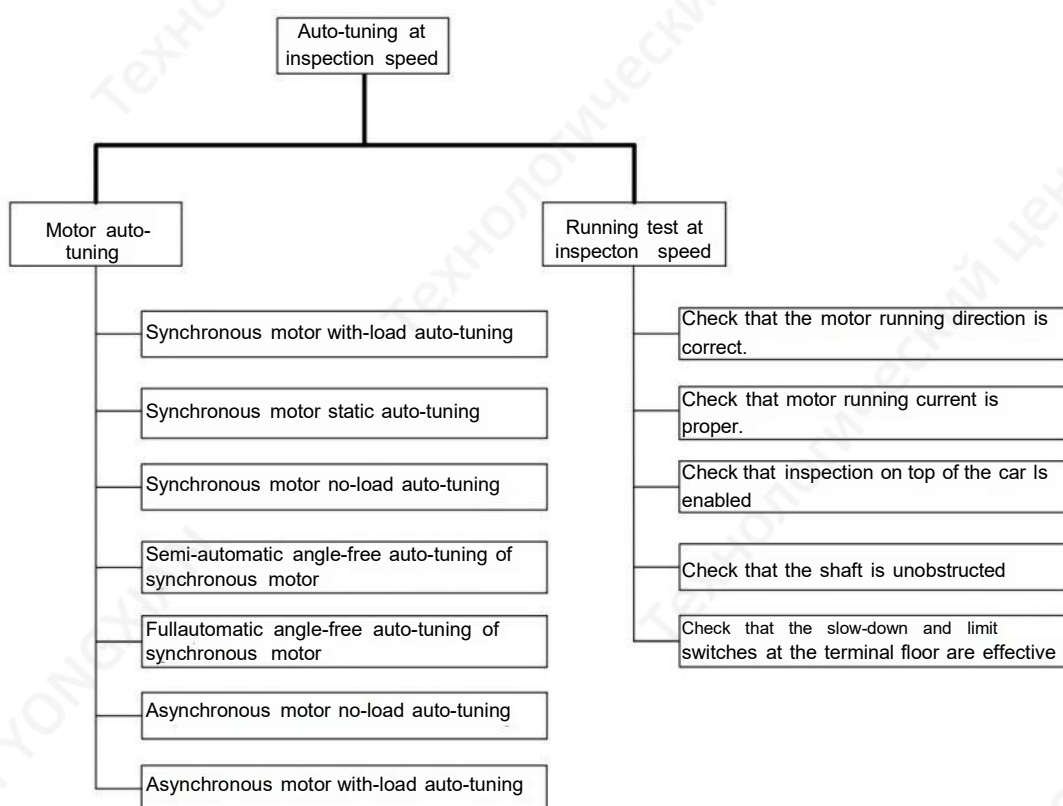 Auto-tuning at
inspection speed
Motor auto-
tuning
Running test at
inspecton speed
Synchronous motor with-load auto-tuning
Synchronous motor static auto-tuning
Synchronous motor no-load auto-tuning
Semi-automatic angle-free auto-tuning of
synchronous motor
Fullautomatic angle-free auto-tuning of
synchronous motor
Asynchronous motor no-load auto-tuning
Asynchronous motor with-load auto-tuning
Check that the motor running direction is
correct.
Check that motor running current is
proper.
Check that inspection on top of the car Is
enabled
Check that the shaft is unobstructed
Check that the slow-down and limit
switches at the terminal floor are effective
Технологический
Технологический цен
YONGXIAN